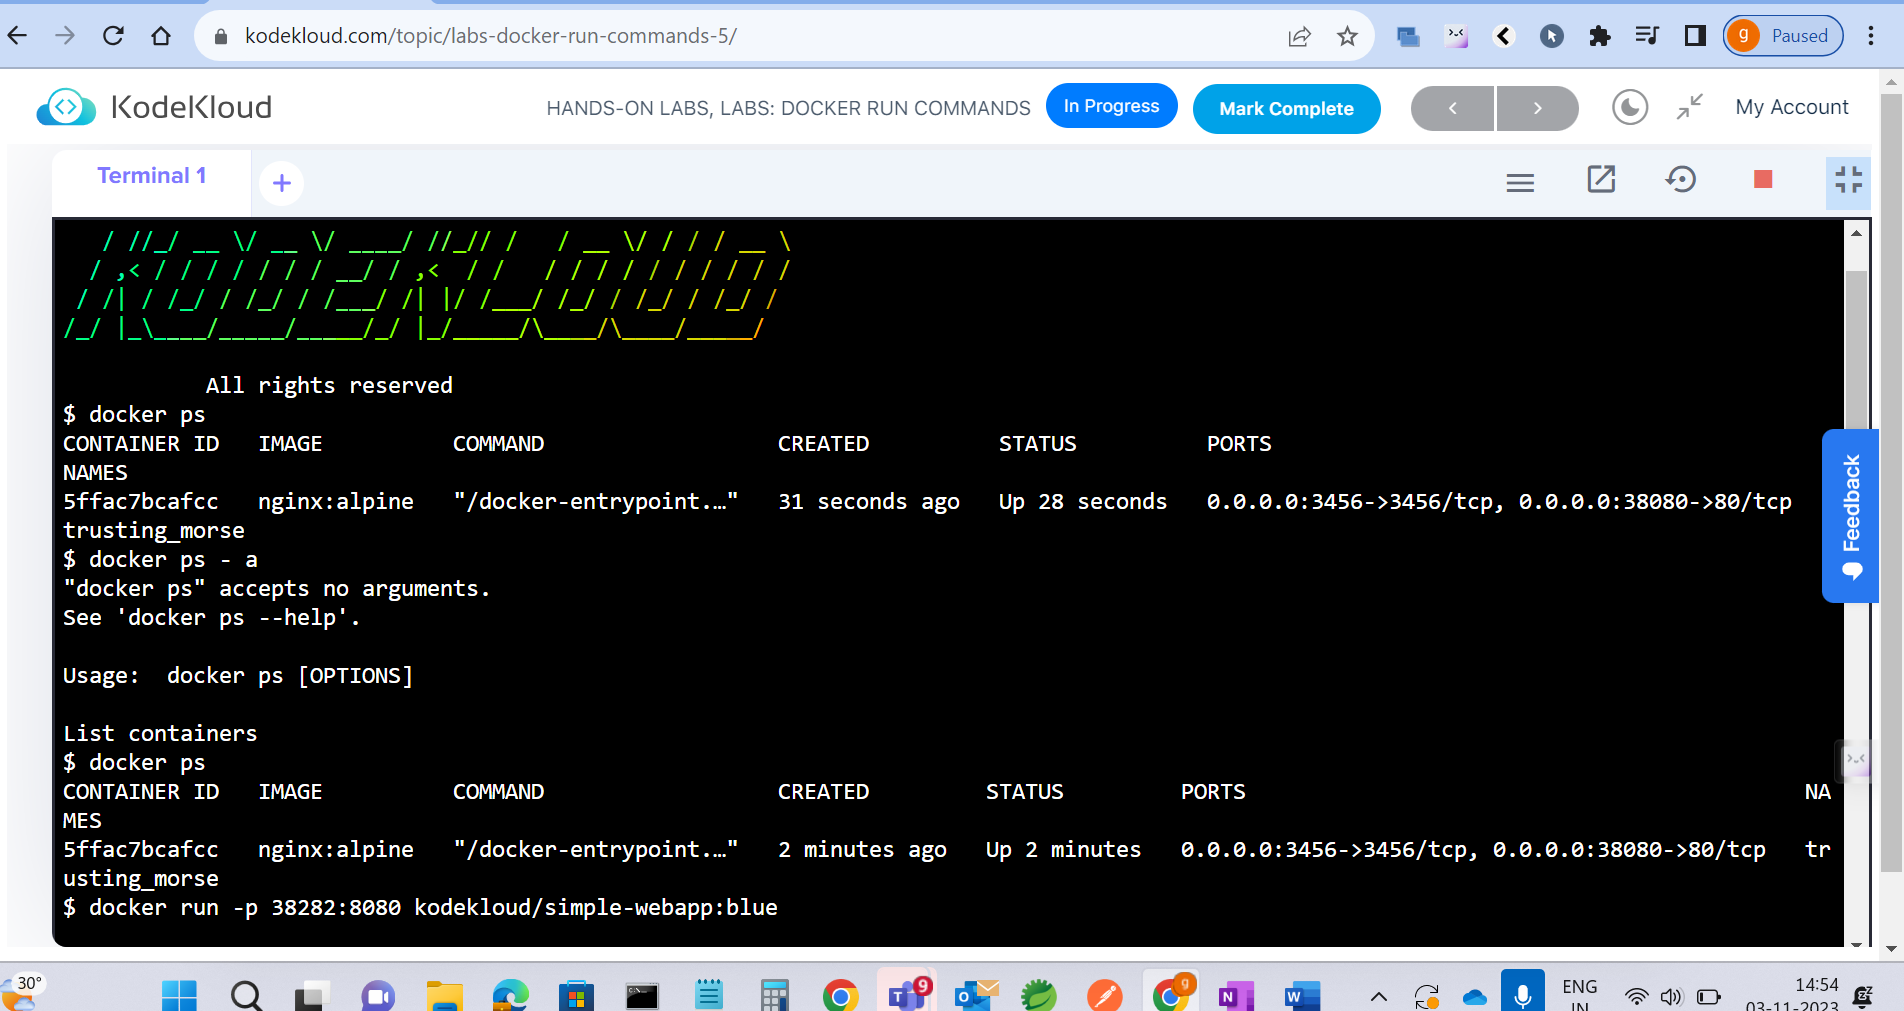 kodekloud.com/topic/labs-docker-run-commands-5/
g Paused
KodeKloud
HANDS-ON LABS, LABS: DOCKER RUN COMMANDS
In Progress
Mark Complete
My Account
Terminal 1
+
KODEKLOUD
All rights reserved
$ docker ps
CONTAINER ID IMAGE COMMAND CREATED STATUS PORTS
NAMES
5ffac7bcafcc nginx:alpine "/docker-entrypoint.…" 31 seconds ago Up 28 seconds 0.0.0.0:3456->3456/tcp, 0.0.0.0:38080->80/tcp
trusting_morse
$ docker ps - a
"docker ps" accepts no arguments.
See 'docker ps --help'.
Usage: docker ps [OPTIONS]
List containers
$ docker ps
CONTAINER ID IMAGE COMMAND CREATED STATUS PORTS NA
MES
5ffac7bcafcc nginx:alpine "/docker-entrypoint.…" 2 minutes ago Up 2 minutes 0.0.0.0:3456->3456/tcp, 0.0.0.0:38080->80/tcp tr
usting_morse
$ docker run -p 38282:8080 kodekloud/simple-webapp:blue
Feedback
30°
9
g
ENG
IN
14:54
03-11-2023